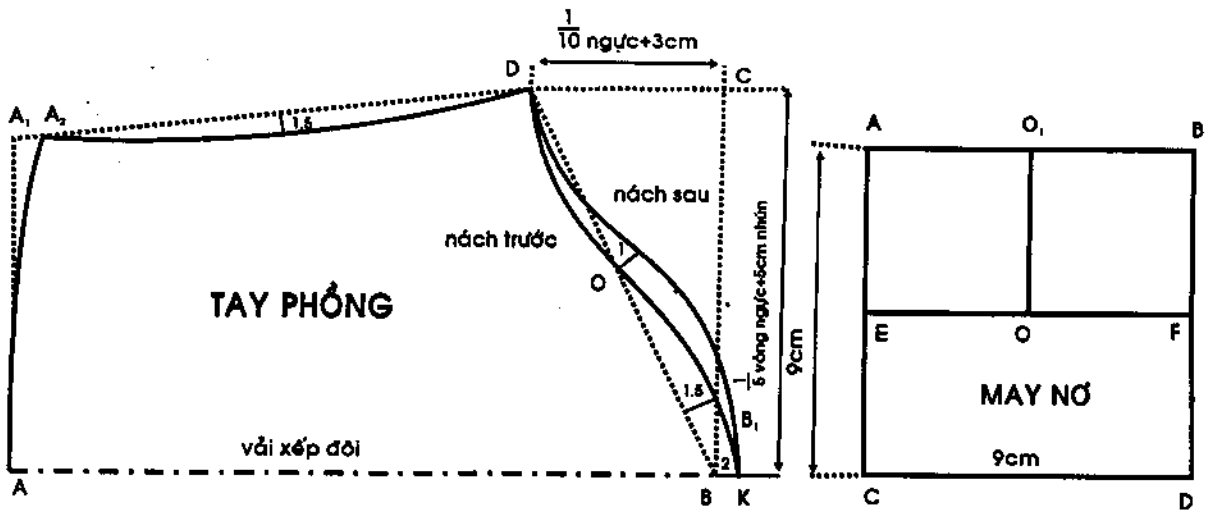 1
10 ngực+3cm
D
C
A₁ A₂
1.5
nách sau
nách trước
1
O
TAY PHỒNG
1.5
B₁
1
5 vòng ngực+5cm nhún
vải xếp đôi
2
A
B K
A O₁ B
9cm
E O F
MAY NƠ
9cm
C D